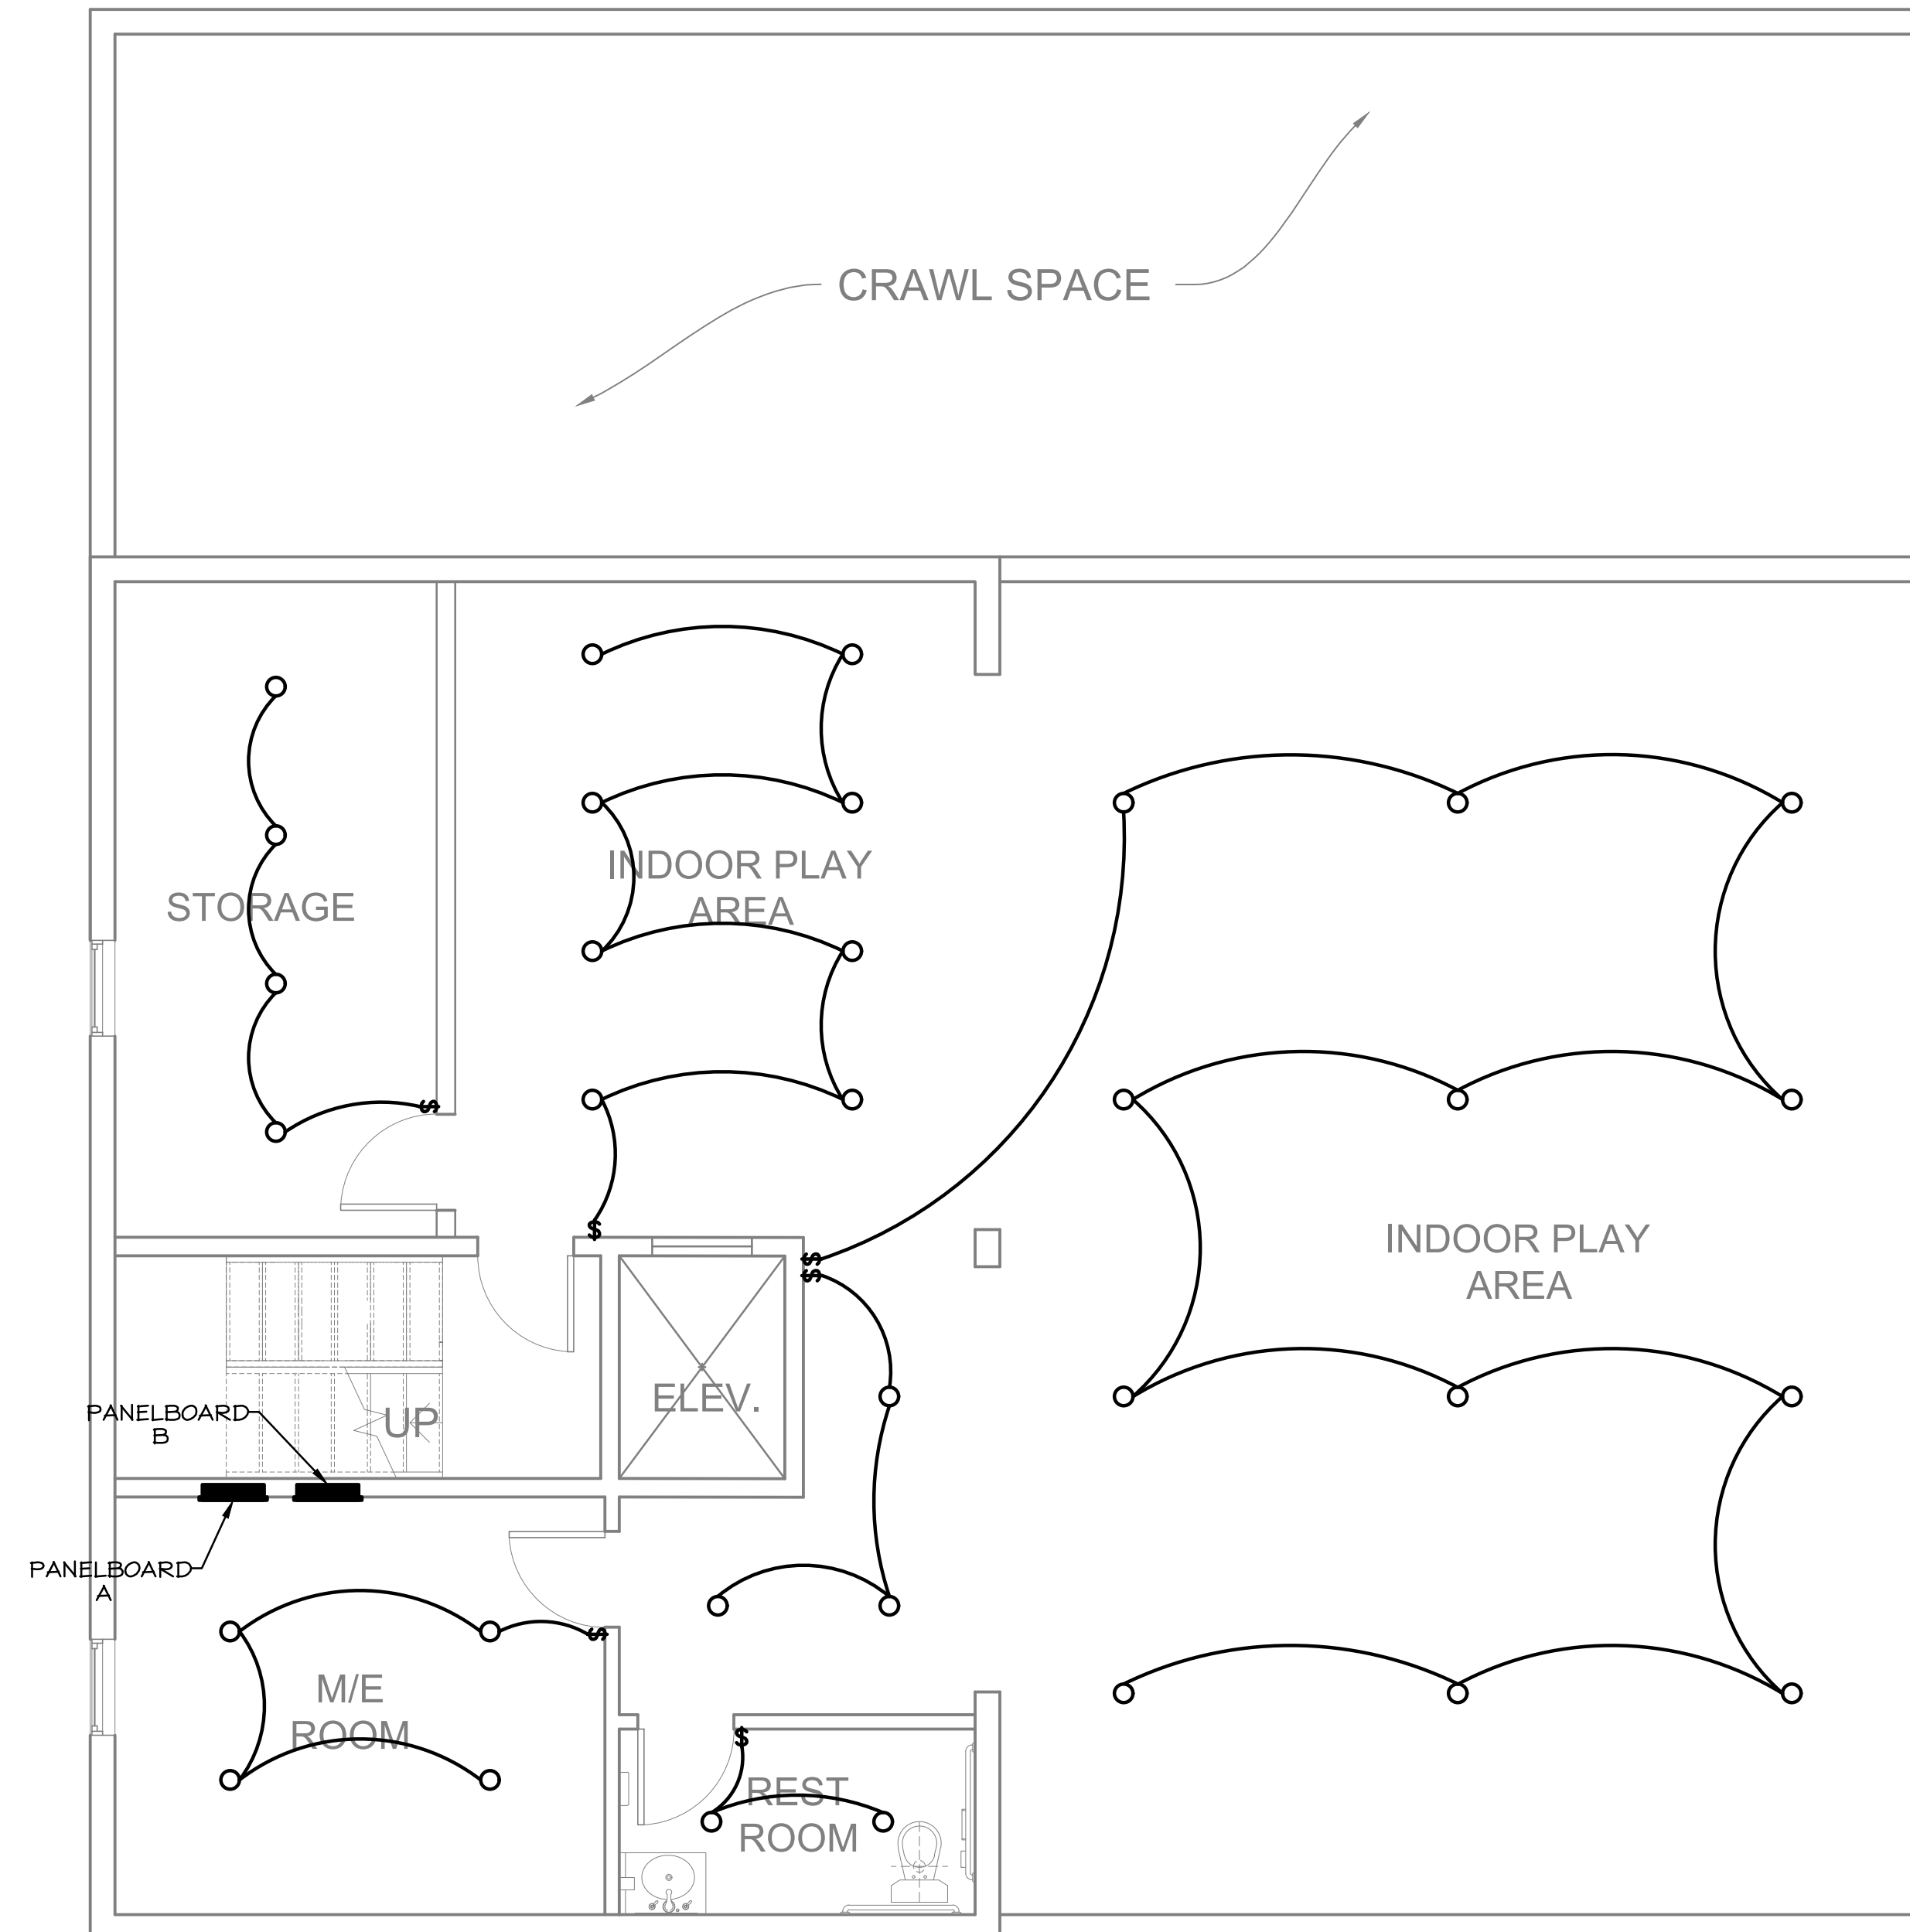 CRAWL SPACE
INDOOR PLAY
AREA
STORAGE
INDOOR PLAY
AREA
ELEV.
UP
PANELBOARD
B
PANELBOARD
A
M/E
ROOM
REST
ROOM
$
$
$
$
$
$